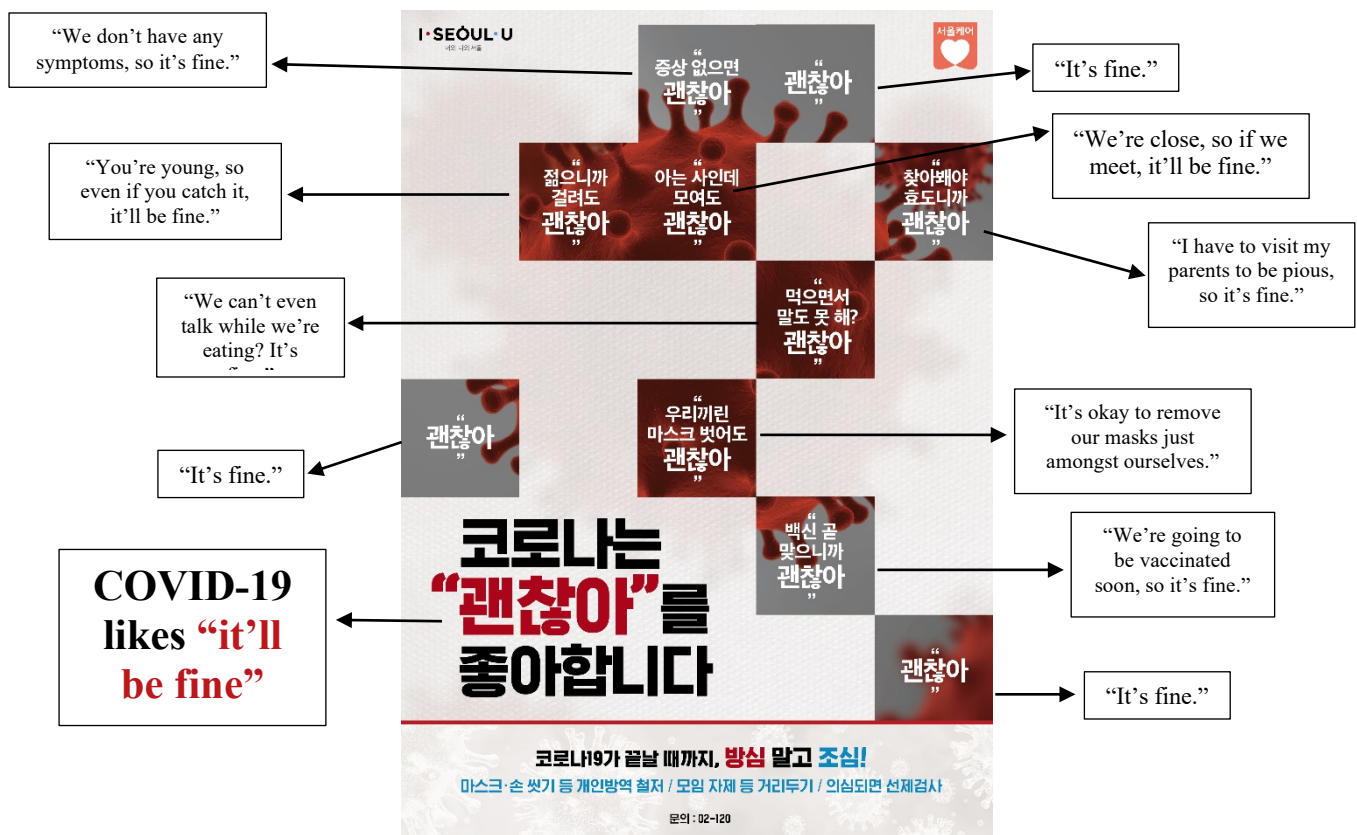 “We don’t have any
symptoms, so it’s fine.”
I·SEOUL·U
너와 나의 서울
서울케어
“
증상 없으면
괜찮아
”
“
괜찮아
”
“It’s fine.”
“We’re close, so if we
meet, it’ll be fine.”
“You’re young, so
even if you catch it,
it’ll be fine.”
“
젊으니까
걸려도
괜찮아
”
“
아는 사인데
모여도
괜찮아
”
“
찾아봬야
효도니까
괜찮아
”
“I have to visit my
parents to be pious,
so it’s fine.”
“We can’t even
talk while we’re
eating? It’s
“
먹으면서
말도 못 해?
괜찮아
”
“
괜찮아
”
“
우리끼린
마스크 벗어도
괜찮아
”
“It’s okay to remove
our masks just
amongst ourselves.”
“It’s fine.”
“
백신 곧
맞으니까
괜찮아
”
“We’re going to
be vaccinated
soon, so it’s fine.”
COVID-19
likes “it’ll
be fine”
코로나는
“괜찮아”를
좋아합니다
“
괜찮아
”
“It’s fine.”
코로나19가 끝날 때까지, 방심 말고 조심!
마스크·손 씻기 등 개인방역 철저 / 모임 자제 등 거리두기 / 의심되면 선제검사
문의 : 02-120